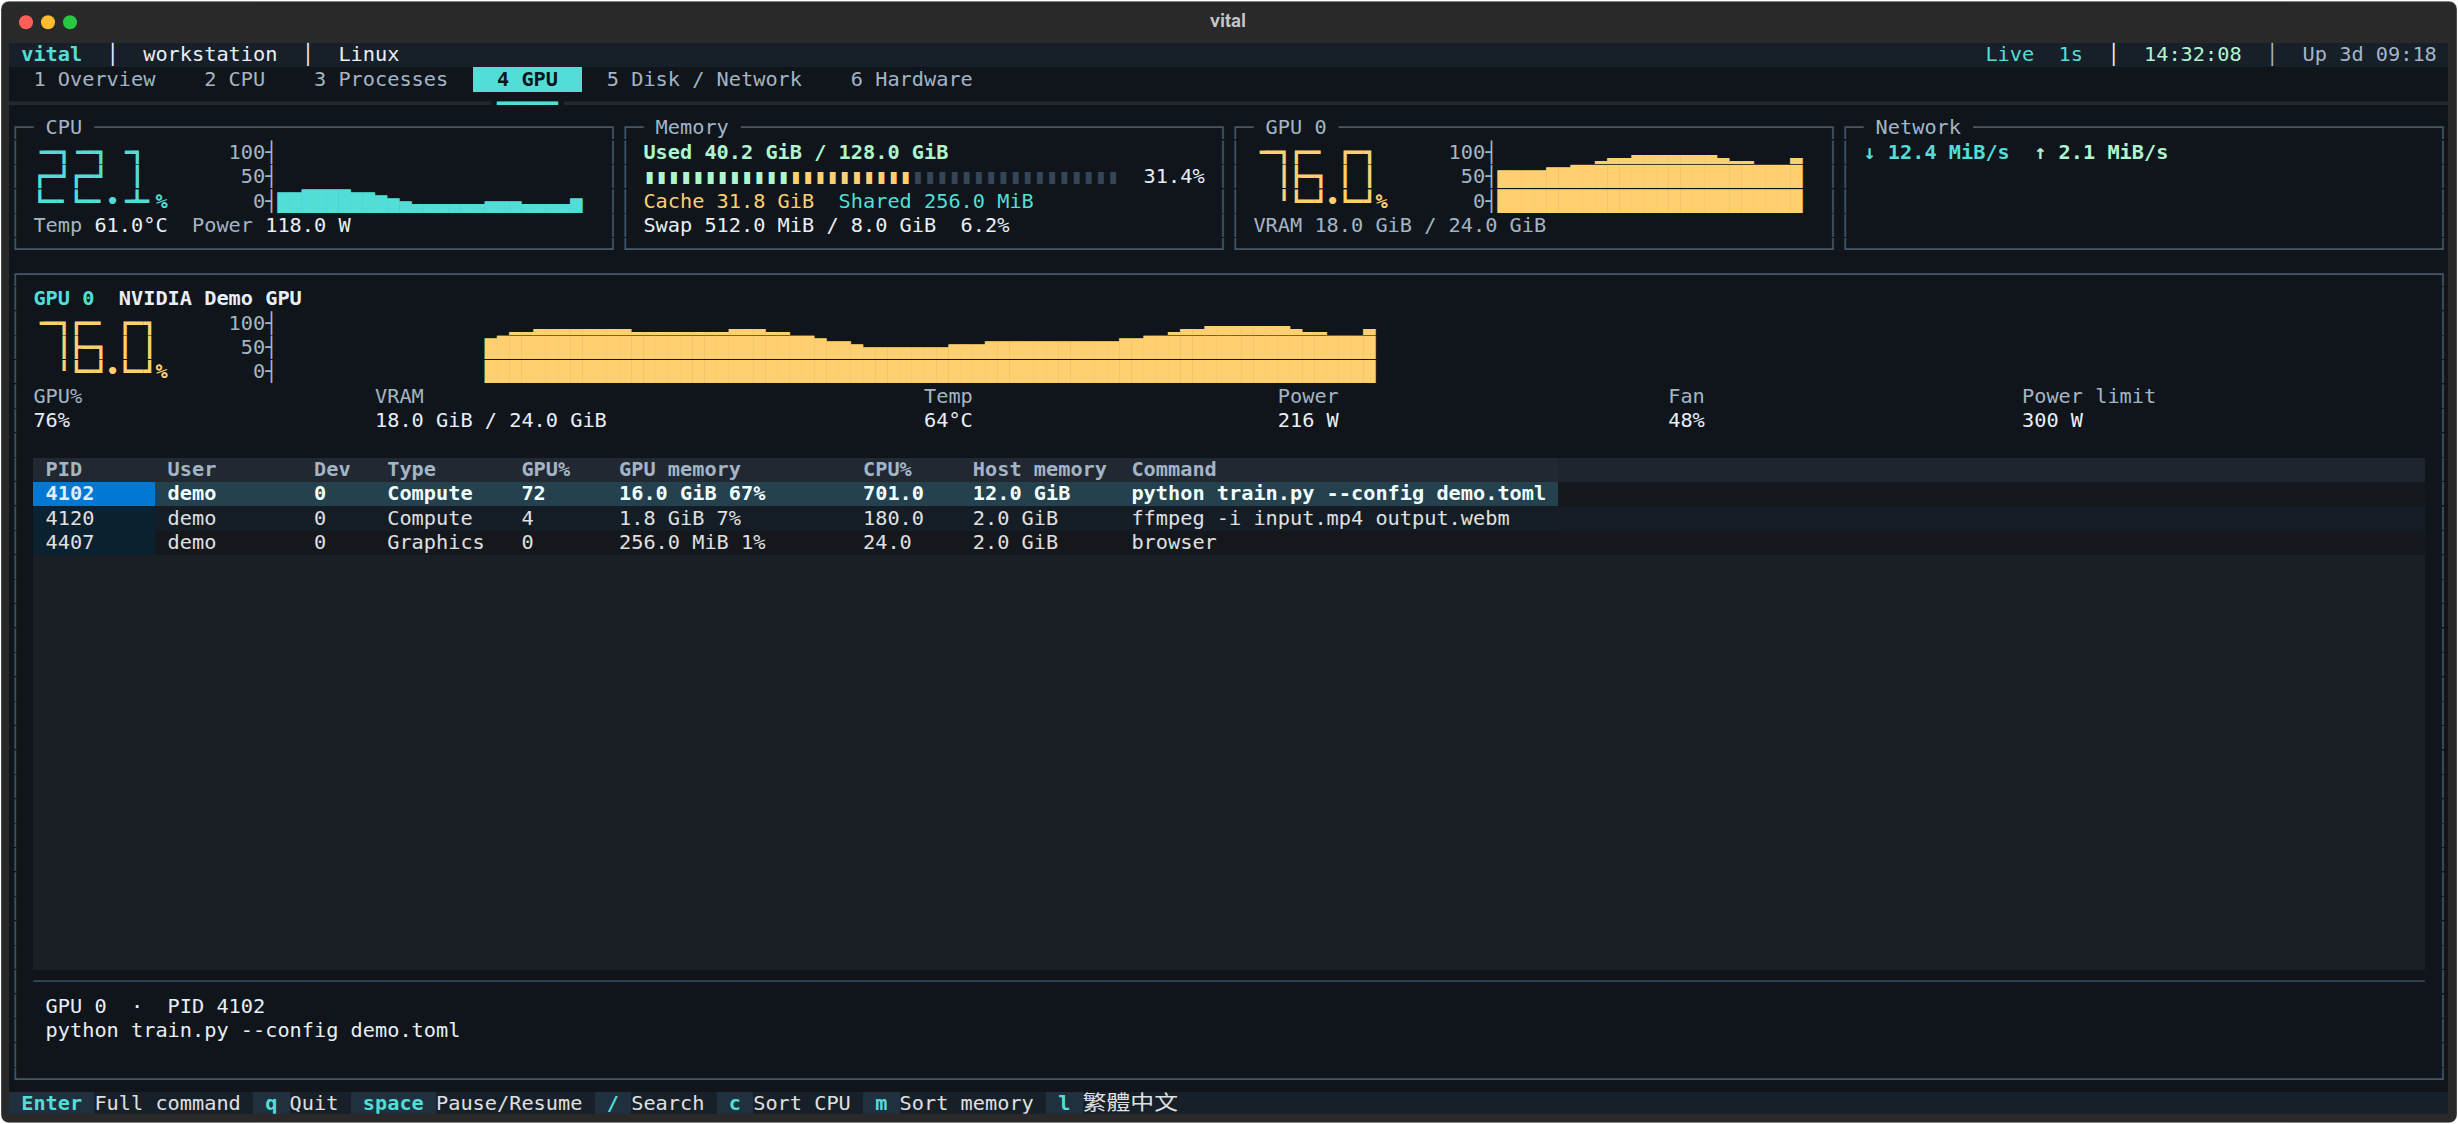 vital
vital │ workstation │ Linux Live 1s │ 14:32:08 │ Up 3d 09:18
1 Overview 2 CPU 3 Processes 4 GPU 5 Disk / Network 6 Hardware
CPU
22.1%
100
50
0
Temp 61.0°C Power 118.0 W
Memory
Used 40.2 GiB / 128.0 GiB
31.4%
Cache 31.8 GiB Shared 256.0 MiB
Swap 512.0 MiB / 8.0 GiB 6.2%
GPU 0
76.0%
100
50
0
VRAM 18.0 GiB / 24.0 GiB
Network
↓ 12.4 MiB/s ↑ 2.1 MiB/s
GPU 0 NVIDIA Demo GPU
76.0%
100
50
0
GPU% VRAM Temp Power Fan Power limit
76% 18.0 GiB / 24.0 GiB 64°C 216 W 48% 300 W
PID User Dev Type GPU% GPU memory CPU% Host memory Command
4102 demo 0 Compute 72 16.0 GiB 67% 701.0 12.0 GiB python train.py --config demo.toml
4120 demo 0 Compute 4 1.8 GiB 7% 180.0 2.0 GiB ffmpeg -i input.mp4 output.webm
4407 demo 0 Graphics 0 256.0 MiB 1% 24.0 2.0 GiB browser
GPU 0 · PID 4102
python train.py --config demo.toml
Enter Full command q Quit space Pause/Resume / Search c Sort CPU m Sort memory l 繁體中文